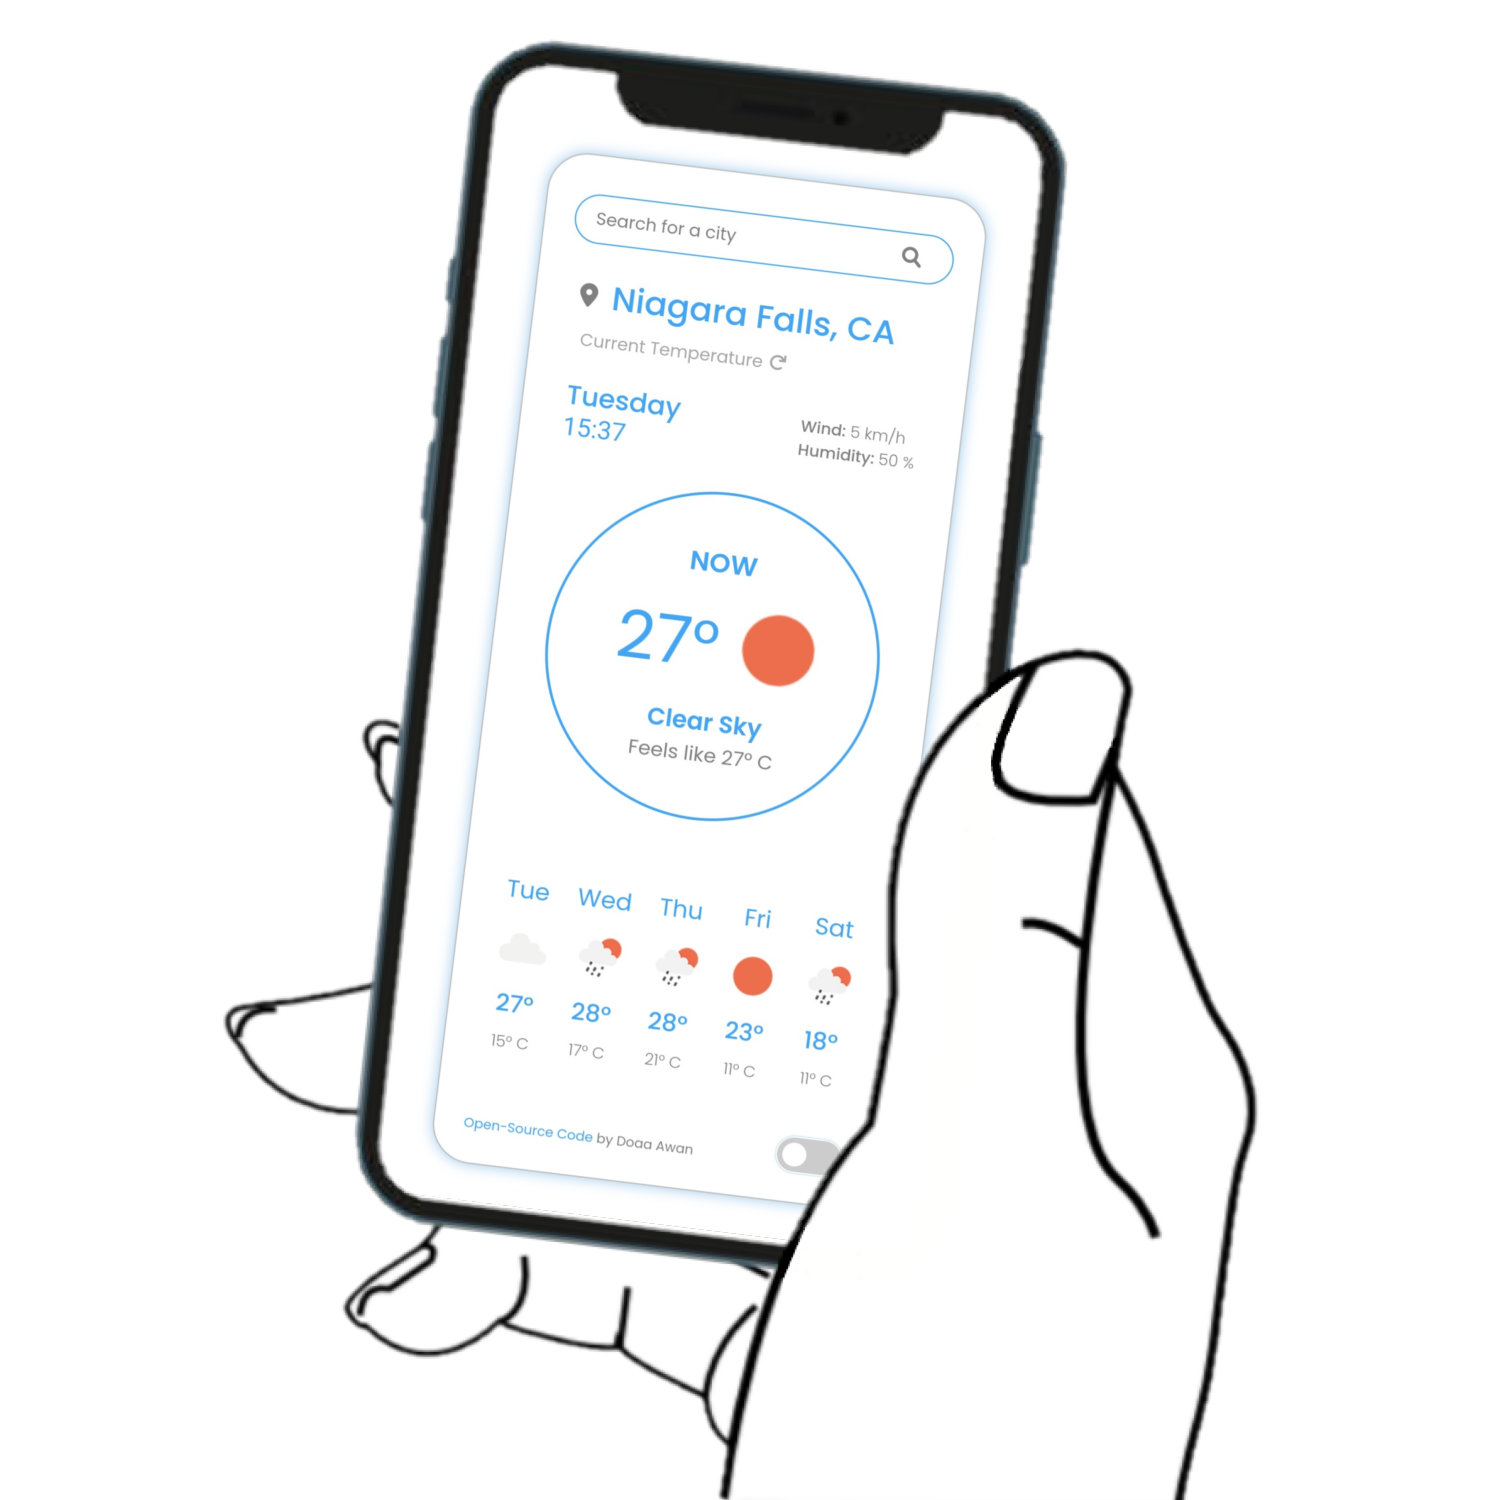 Search for a city
Niagara Falls, CA
Current Temperature
Tuesday
15:37
Wind: 5 km/h
Humidity: 50 %
NOW
27º
Clear Sky
Feels like 27º C
Tue Wed Thu Fri Sat
27º 28º 28º 23º 18º
15º C 17º C 21º C 11º C 11º C
Open-Source Code by Doaa Awan